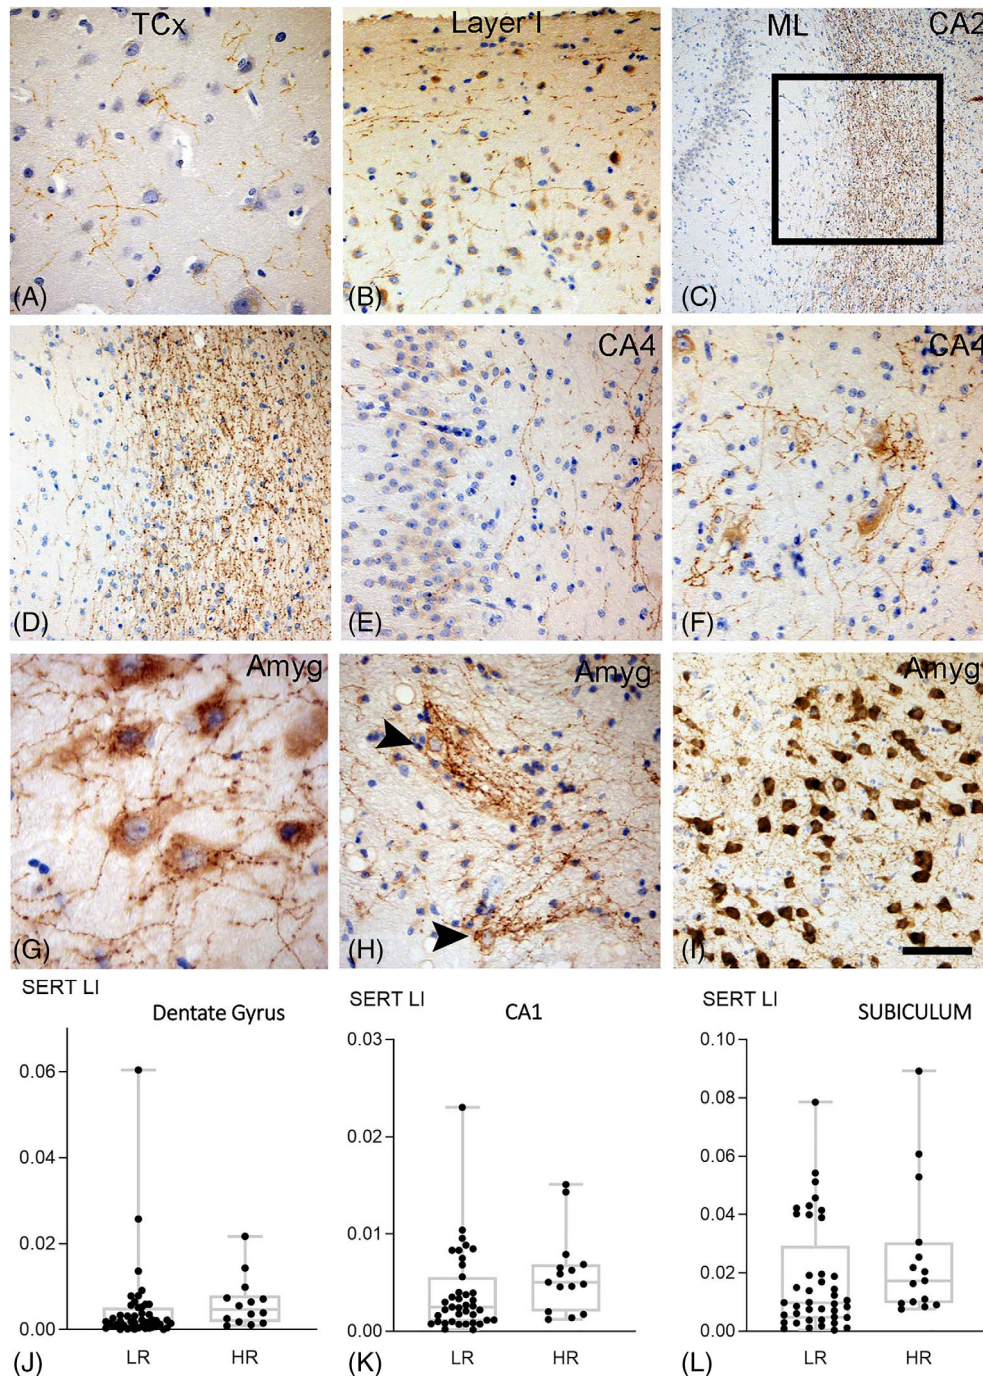 TCx
Layer I
ML
CA2
(A)
(B)
(C)
CA4
CA4
(D)
(E)
(F)
Amyg
Amyg
Amyg
(G)
(H)
(I)
SERT LI
SERT LI
SERT LI
Dentate Gyrus
CA1
SUBICULUM
0.06
0.04
0.02
0.00
0.03
0.02
0.01
0.00
0.10
0.08
0.06
0.04
0.02
0.00
LR
HR
LR
HR
LR
HR
(J)
(K)
(L)